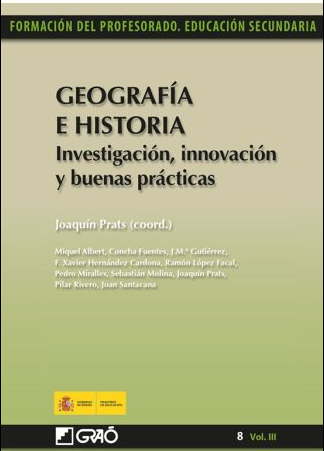 FORMACIÓN DEL PROFESORADO. EDUCACIÓN SECUNDARIA
GEOGRAFÍA
E HISTORIA
Investigación, innovación
y buenas prácticas
Joaquín Prats (coord.)
Miquel Albert, Concha Fuentes, J.M.ª Gutiérrez,
F. Xavier Hernández Cardona, Ramón López Facal,
Pedro Miralles, Sebastián Molina, Joaquín Prats,
Pilar Rivero, Joan Santacana
GRAÓ
8 Vol. III